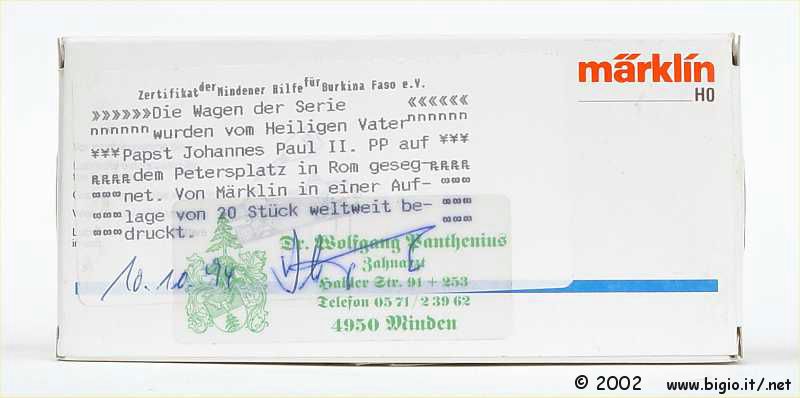 märklin
H0
Zertifikat der Mindener Hilfe für Burkina Faso e.V.
»»»»»»Die Wagen der Serie «««««««
"""""""wurden vom Heiligen Vater"""""""
¥¥¥Papst Johannes Paul II. PP auf ¥¥¥
dem Petersplatz in Rom geseg-
net. Von Märklin in einer Auf-
lage von 20 Stück weltweit be-
druckt.
10.10.94
Dr. Wolfgang Panthenius
Zahnarzt
Hahler Str. 91 + 253
Telefon 05 71 / 2 39 62
4950 Minden
© 2002 www.bigio.it/.net